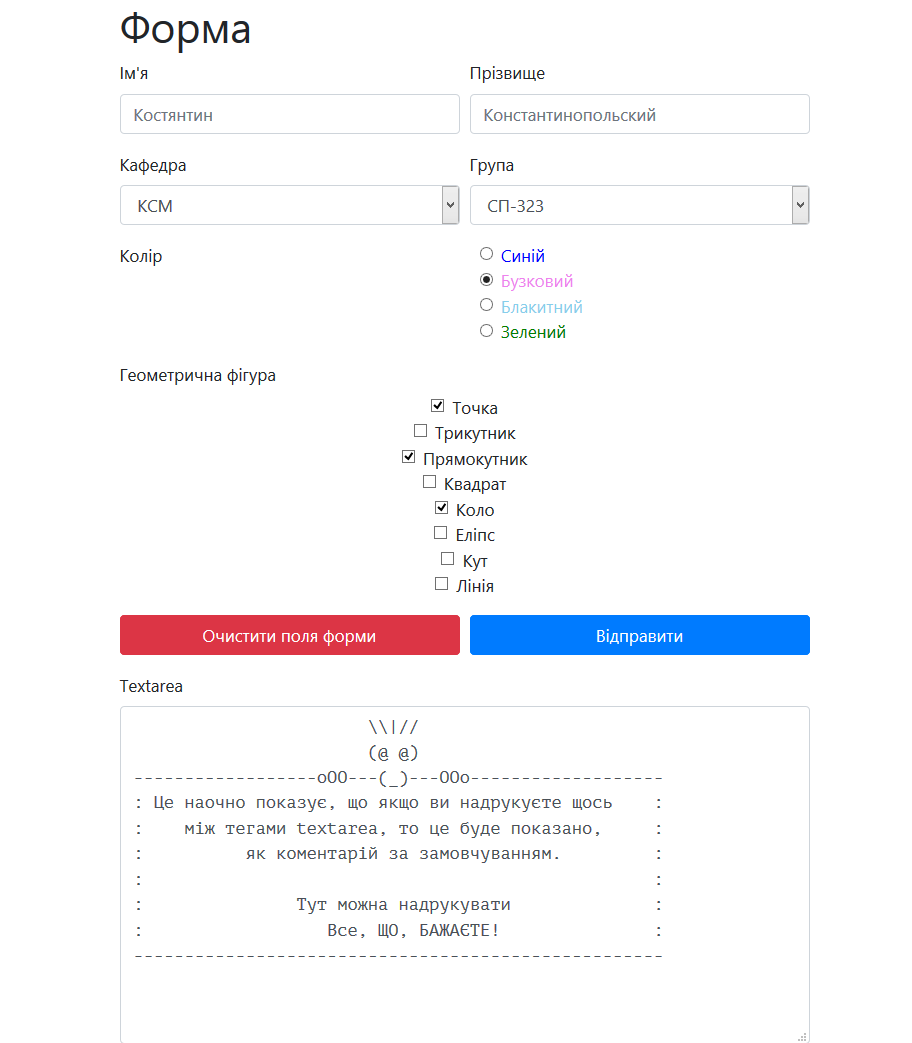 Форма
Ім'я Прізвище
Костянтин Константинопольский
Кафедра Група
КСМ СП-323
Колір
Синій
Бузковий
Блакитний
Зелений
Геометрична фігура
Точка
Трикутник
Прямокутник
Квадрат
Коло
Еліпс
Кут
Лінія
Очистити поля форми Відправити
Textarea
\\|//
(@ @)
------------------oOO---(_)---OOo-------------------
: Це наочно показує, що якщо ви надрукуєте щось :
: між тегами textarea, то це буде показано, :
: як коментарій за замовчуванням. :
: :
: Тут можна надрукувати :
: Все, ЩО, БАЖАЄТЕ! :
----------------------------------------------------